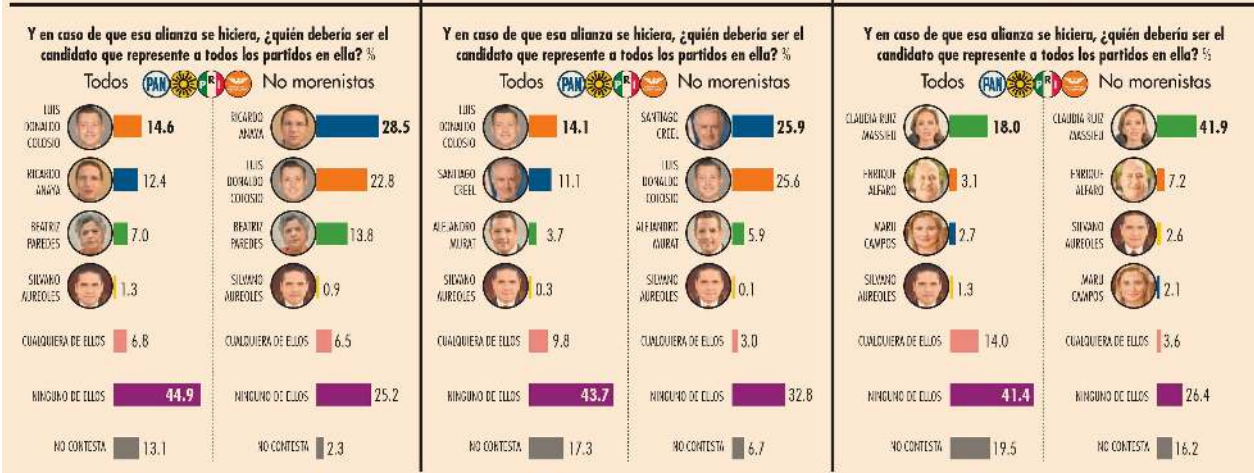 Y en caso de que esa alianza se hiciera, ¿quién debería ser el
candidato que represente a todos los partidos en ella? %
Todos PAN PRI No morenistas
LUIS
DONALDO
COLOSIO
14.6
RICARDO
ANAYA
28.5
RICARDO
ANAYA
12.4
LUIS
DONALDO
COLOSIO
22.8
BEATRIZ
PAREDES
7.0
BEATRIZ
PAREDES
13.8
SILVANO
AUREOLES
1.3
SILVANO
AUREOLES
0.9
CUALQUIERA DE ELLOS 6.8
CUALQUIERA DE ELLOS 6.5
NINGUNO DE ELLOS 44.9
NINGUNO DE ELLOS 25.2
NO CONTESTA 13.1
NO CONTESTA 2.3
Y en caso de que esa alianza se hiciera, ¿quién debería ser el
candidato que represente a todos los partidos en ella? %
Todos PAN PRI No morenistas
LUIS
DONALDO
COLOSIO
14.1
SANTIAGO
CREEL
25.9
SANTIAGO
CREEL
11.1
LUIS
DONALDO
COLOSIO
25.6
ALEJANDRO
MURAT
3.7
ALEJANDRO
MURAT
5.9
SILVANO
AUREOLES
0.3
SILVANO
AUREOLES
0.1
CUALQUIERA DE ELLOS 9.8
CUALQUIERA DE ELLOS 3.0
NINGUNO DE ELLOS 43.7
NINGUNO DE ELLOS 32.8
NO CONTESTA 17.3
NO CONTESTA 6.7
Y en caso de que esa alianza se hiciera, ¿quién debería ser el
candidato que represente a todos los partidos en ella? %
Todos PAN PRI No morenistas
CLAUDIA RUIZ
MASSIEU
18.0
CLAUDIA RUIZ
MASSIEU
41.9
ENRIQUE
ALFARO
3.1
ENRIQUE
ALFARO
7.2
MARU
CAMPOS
2.7
SILVANO
AUREOLES
2.6
SILVANO
AUREOLES
1.3
MARU
CAMPOS
2.1
CUALQUIERA DE ELLOS 14.0
CUALQUIERA DE ELLOS 3.6
NINGUNO DE ELLOS 41.4
NINGUNO DE ELLOS 26.4
NO CONTESTA 19.5
NO CONTESTA 16.2